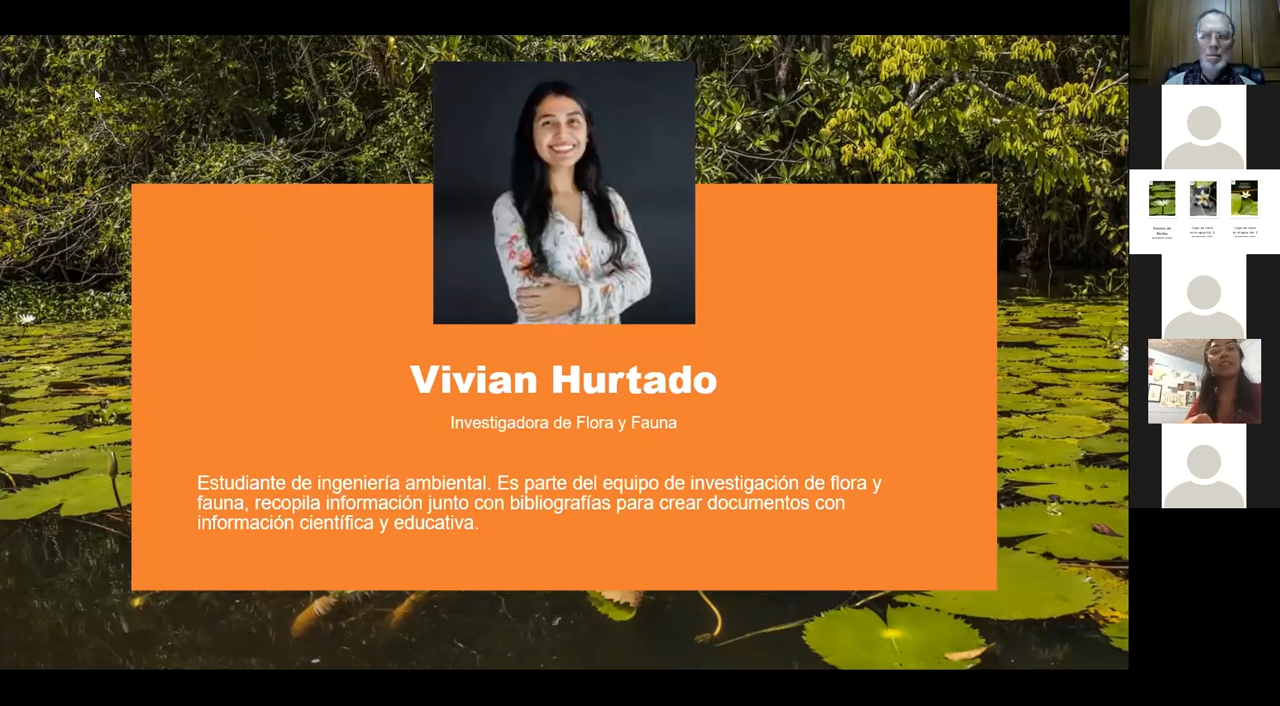 Vivian Hurtado
Investigadora de Flora y Fauna
Estudiante de ingeniería ambiental. Es parte del equipo de investigación de flora y
fauna, recopila información junto con bibliografías para crear documentos con
información científica y educativa.